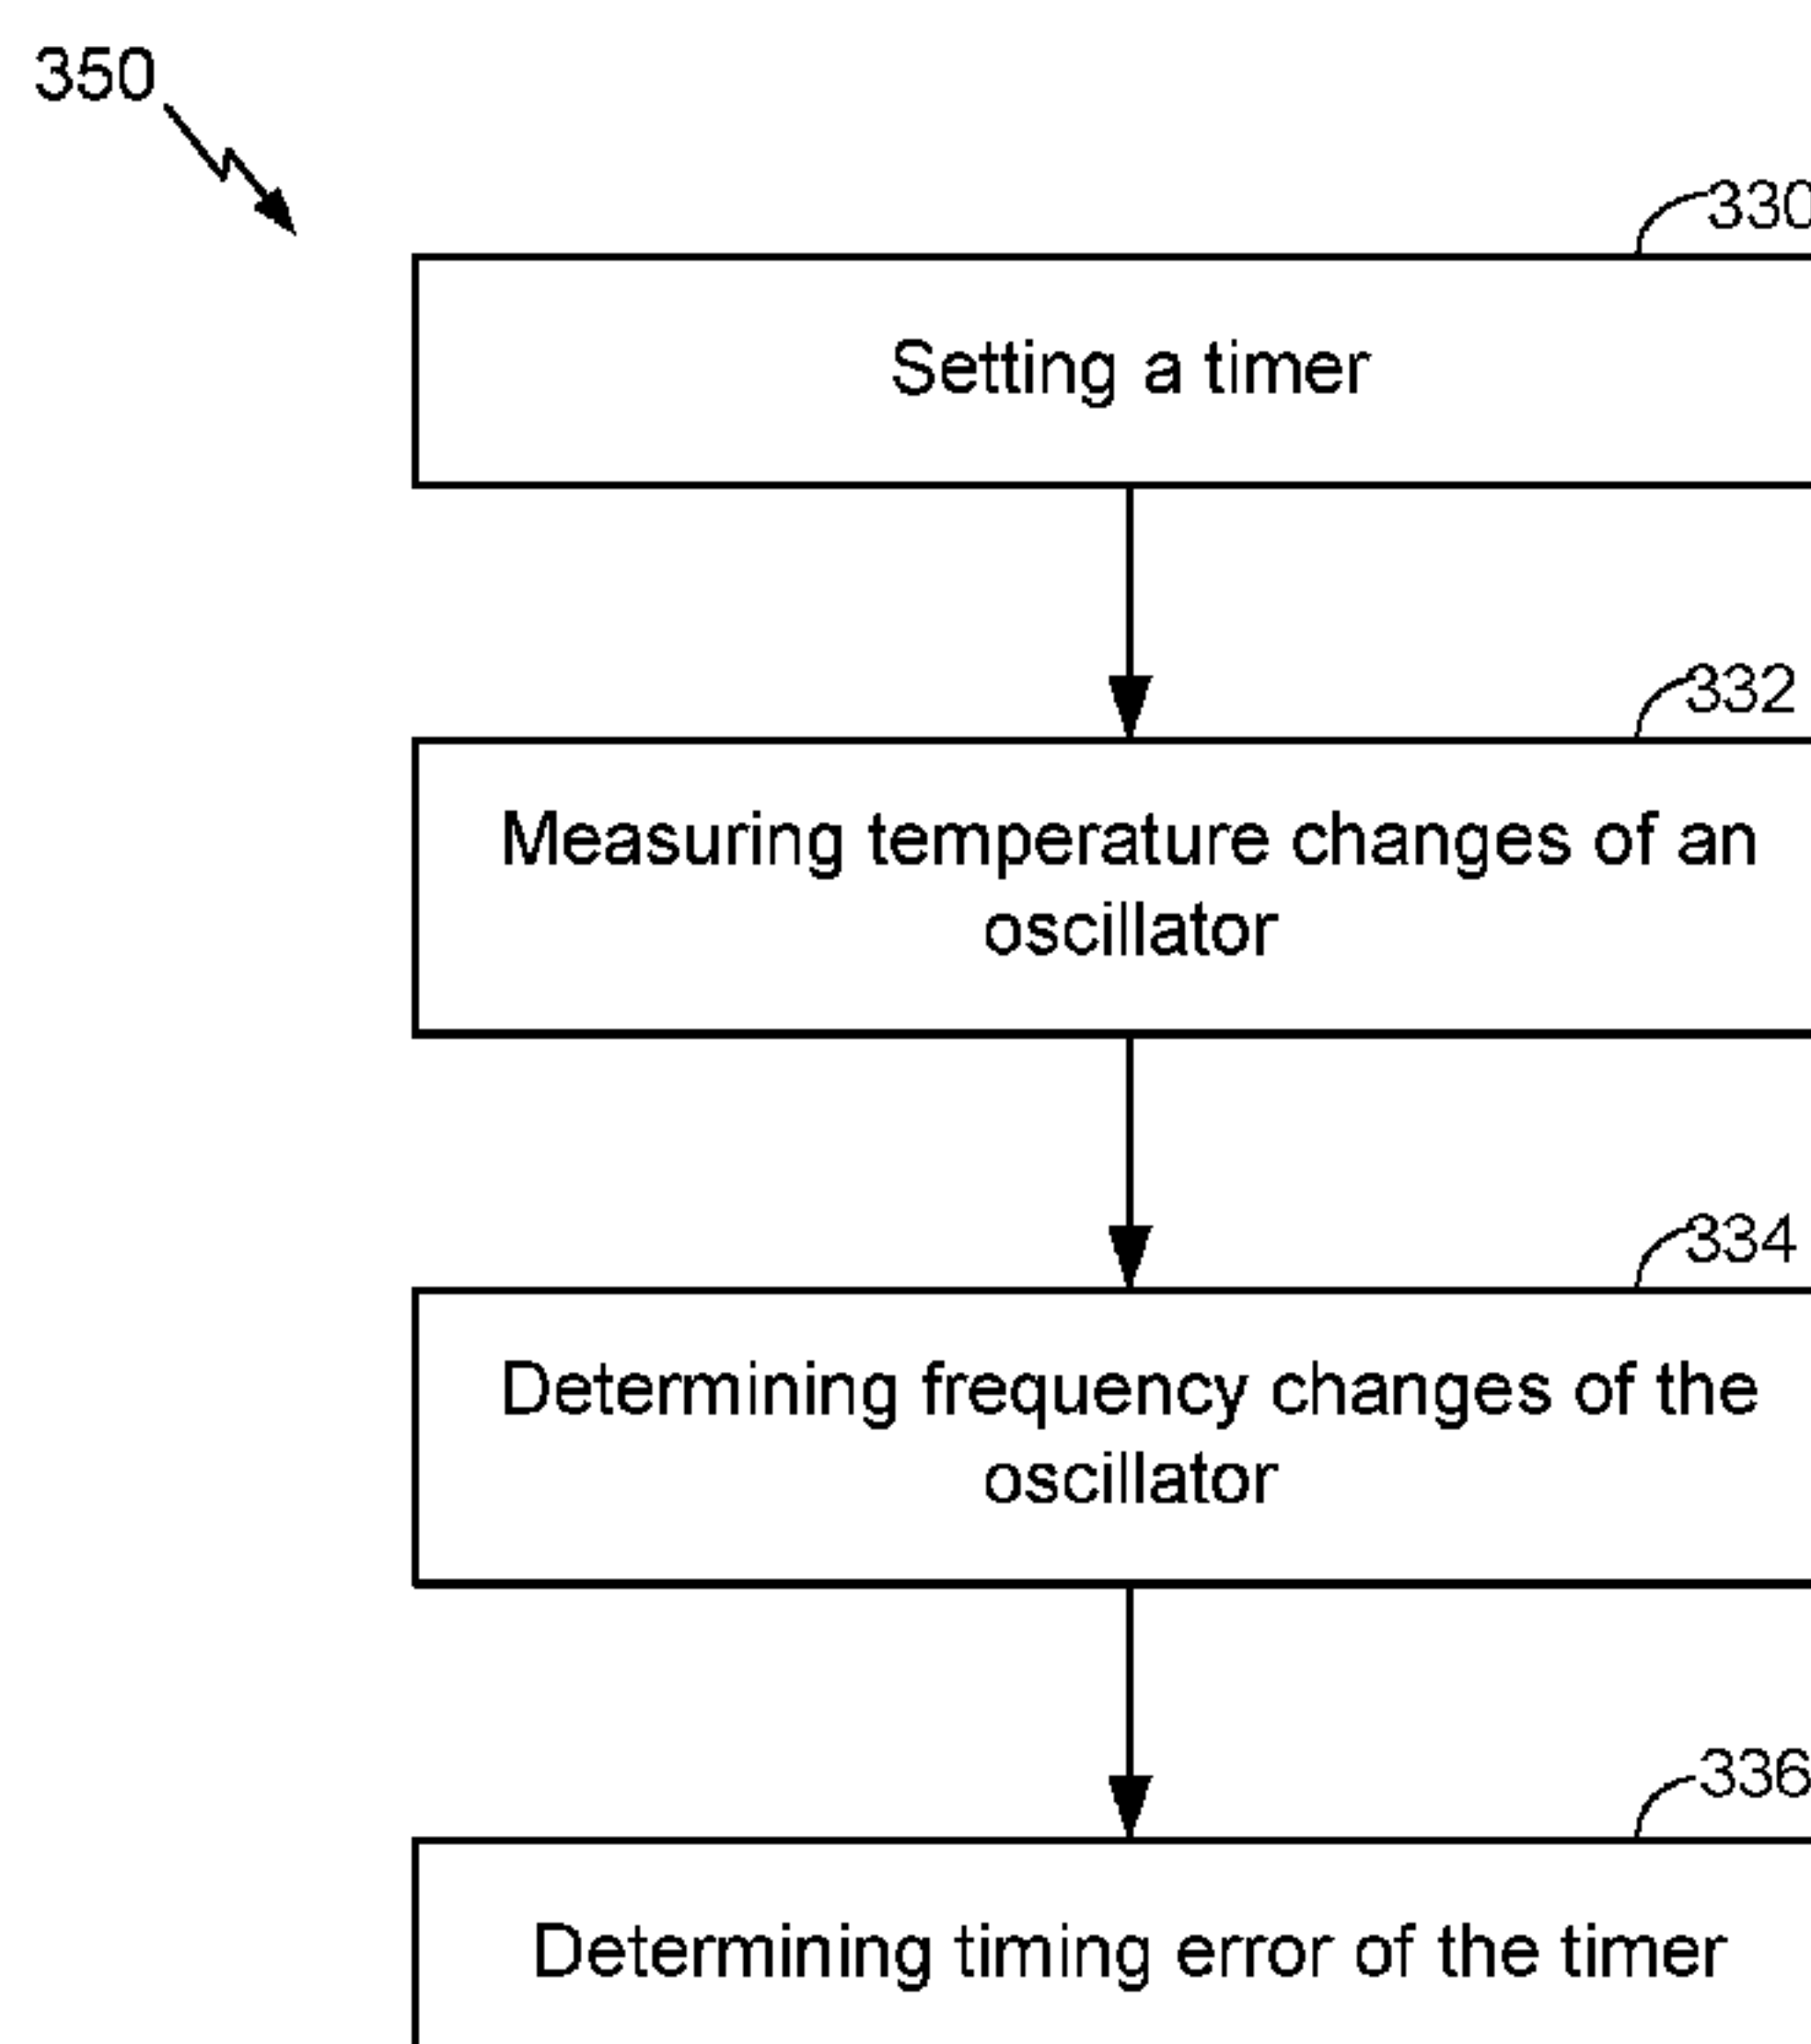 350
330
Setting a timer
332
Measuring temperature changes of an
oscillator
334
Determining frequency changes of the
oscillator
336
Determining timing error of the timer